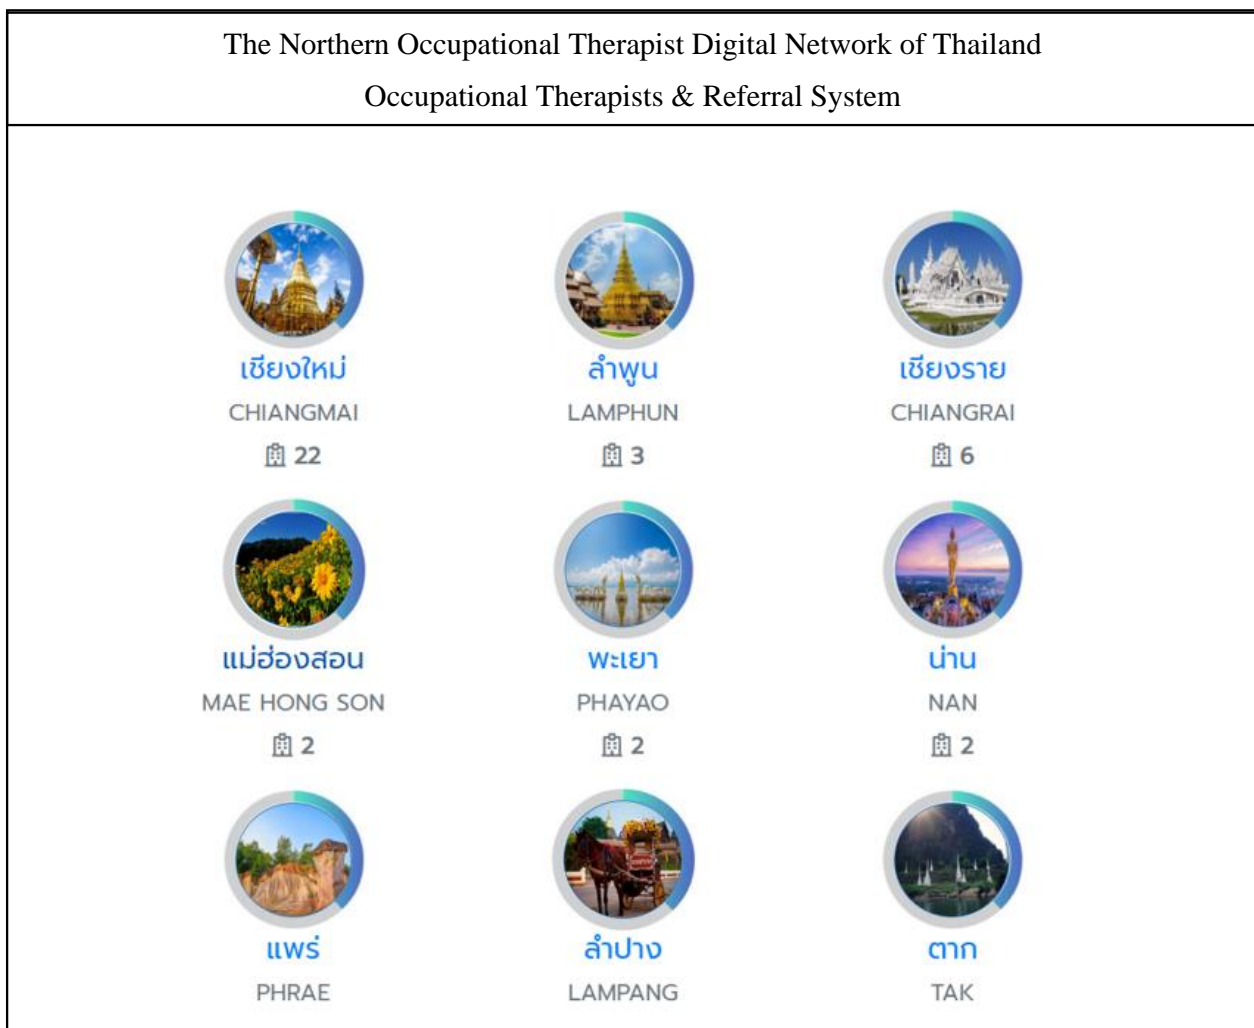 The Northern Occupational Therapist Digital Network of Thailand
Occupational Therapists & Referral System
เชียงใหม่
CHIANGMAI
22
ลำพูน
LAMPHUN
3
เชียงราย
CHIANGRAI
6
แม่ฮ่องสอน
MAE HONG SON
2
พะเยา
PHAYAO
2
น่าน
NAN
2
แพร่
PHRAE
ลำปาง
LAMPANG
ตาก
TAK